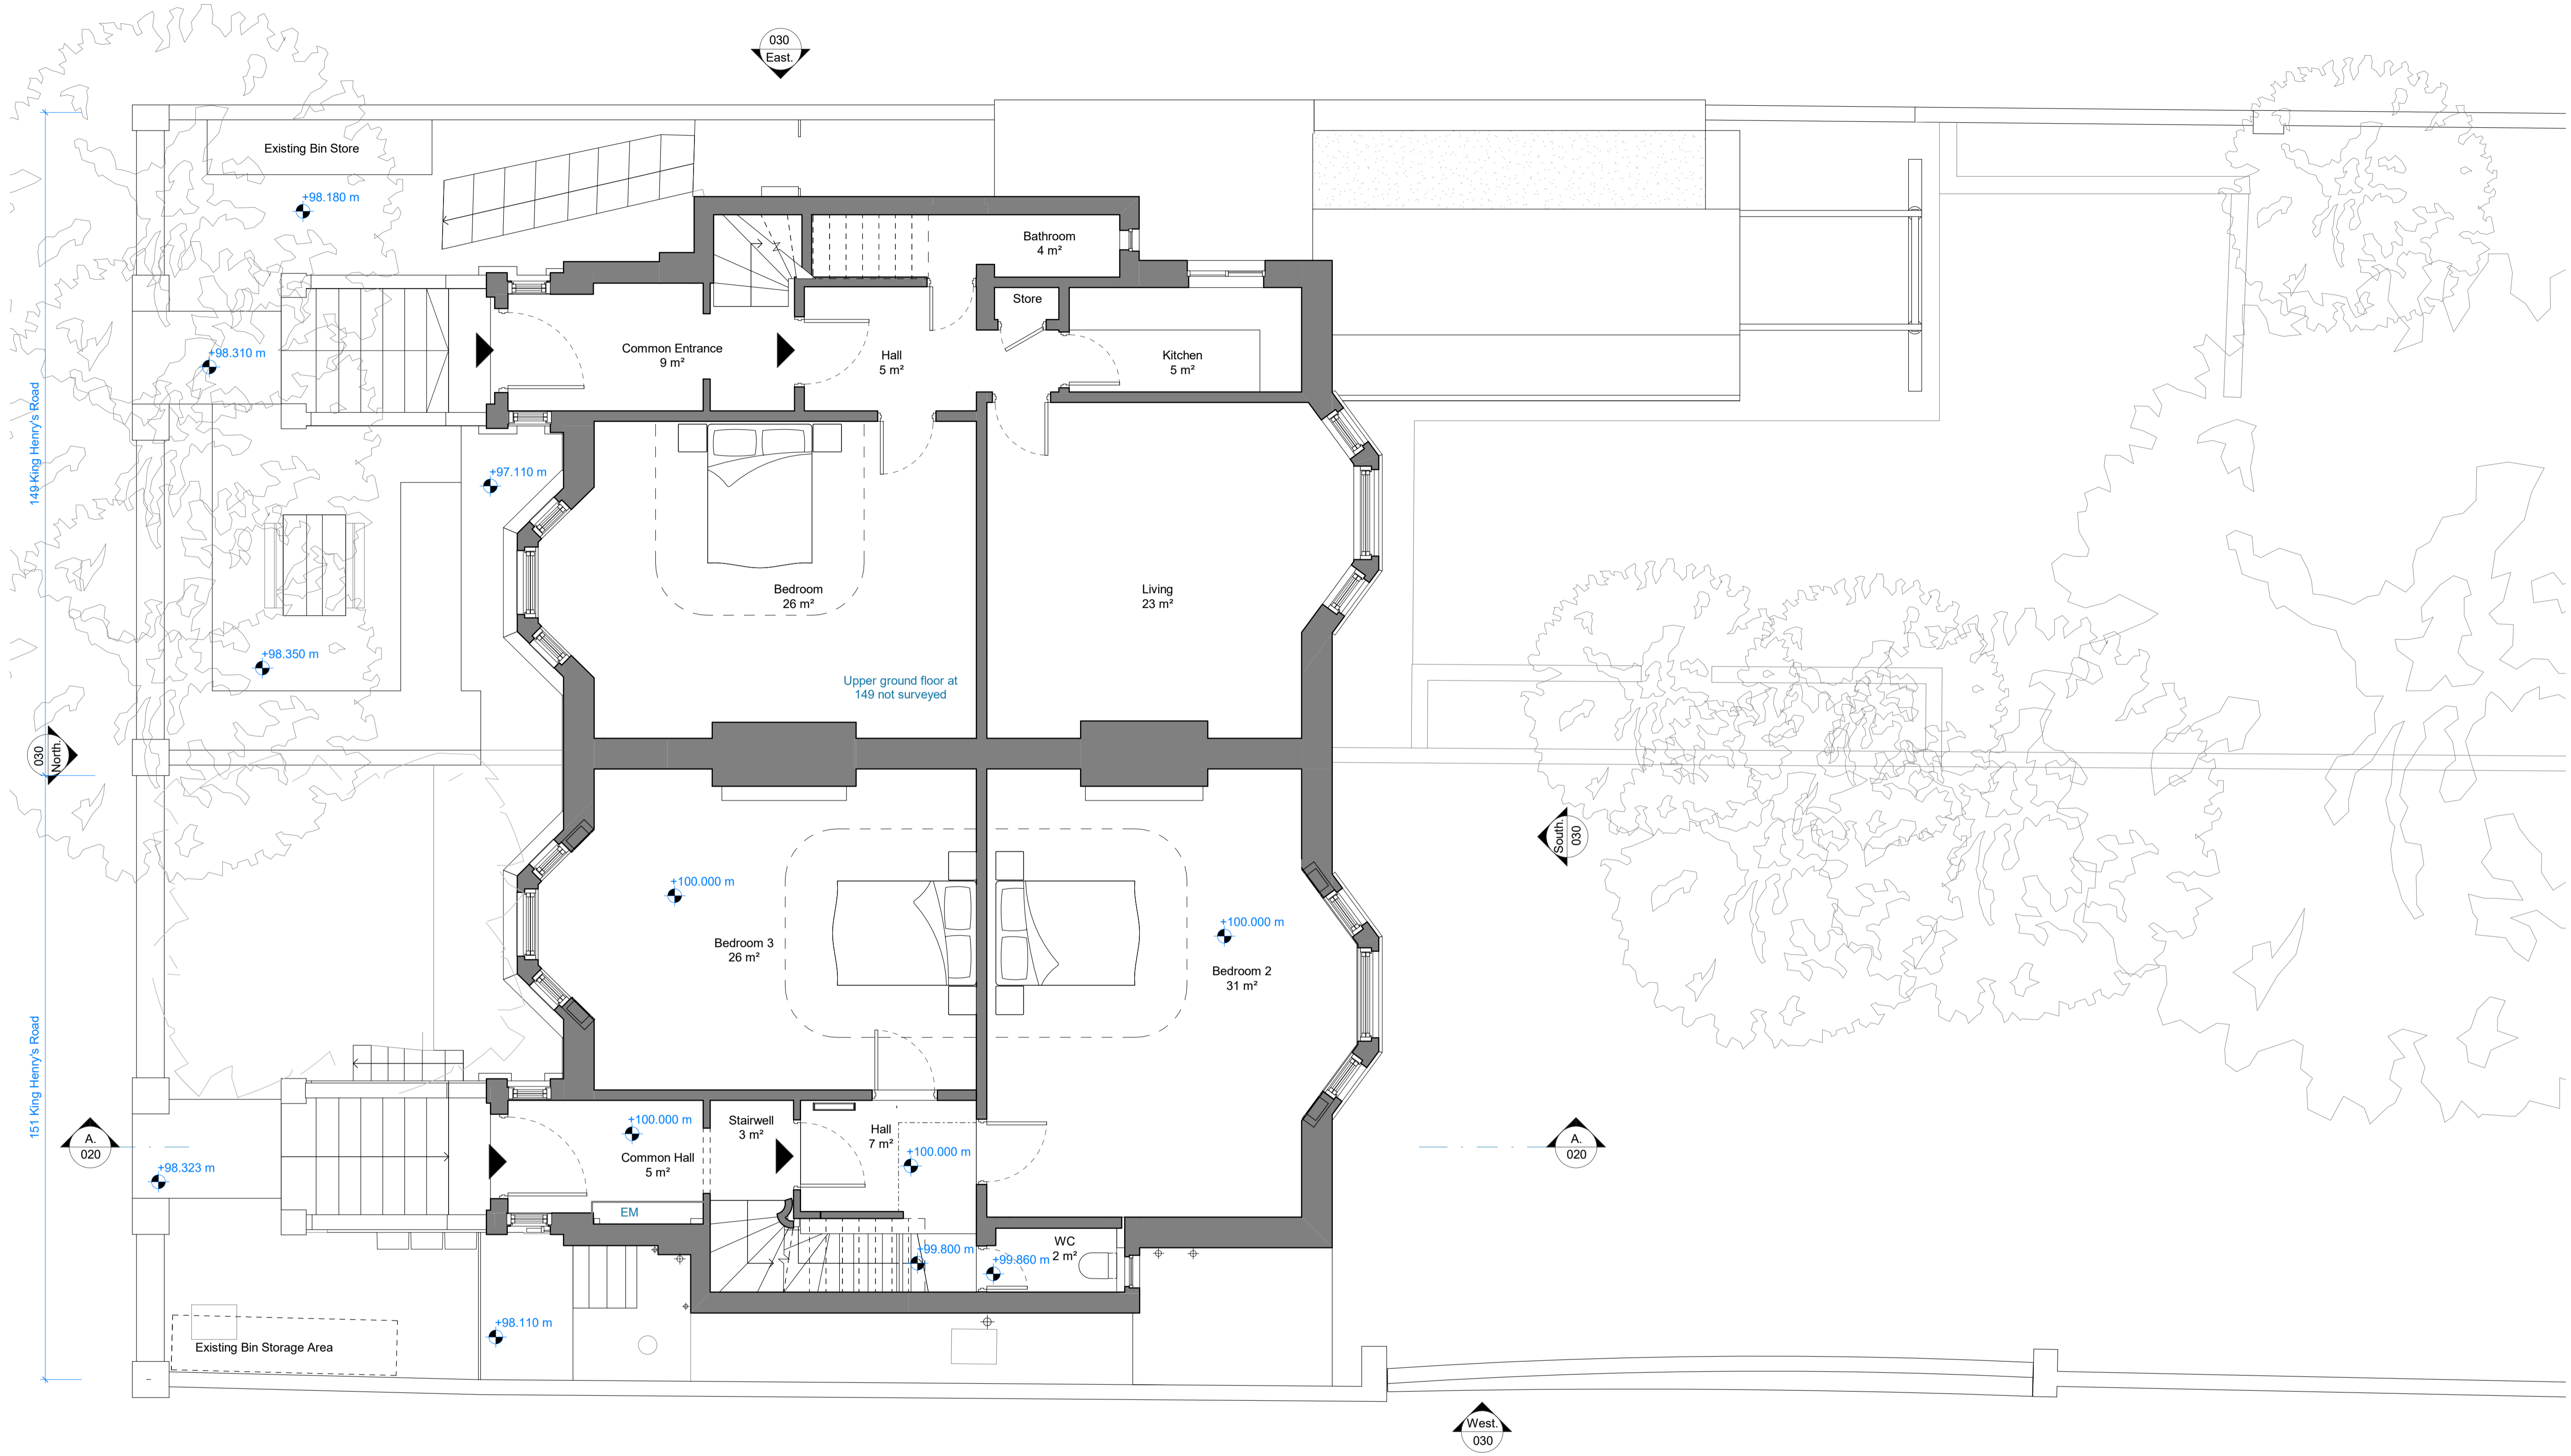 030
East.
Existing Bin Store
+98.180 m
Bathroom
4 m²
Store
+98.310 m
Common Entrance
9 m²
Hall
5 m²
Kitchen
5 m²
149 King Henry's Road
+97.110 m
Bedroom
26 m²
Living
23 m²
+98.350 m
Upper ground floor at
149 not surveyed
030
North.
South.
030
+100.000 m
+100.000 m
Bedroom 3
26 m²
Bedroom 2
31 m²
151 King Henry's Road
A.
020
+98.323 m
+100.000 m
Stairwell
3 m²
Hall
7 m²
Common Hall
5 m²
+100.000 m
A.
020
EM
WC
2 m²
+99.800 m
+99.860 m
+98.110 m
Existing Bin Storage Area
West.
030